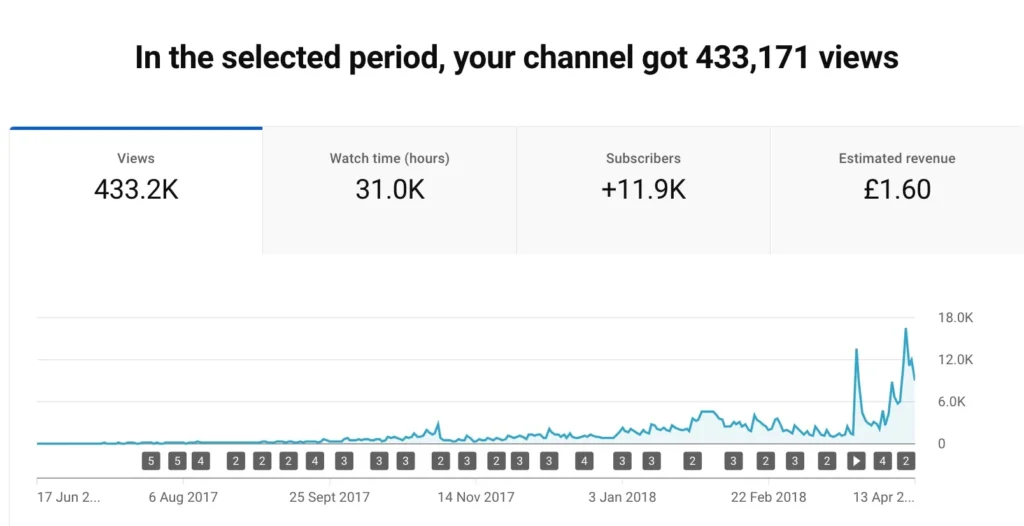 In the selected period, your channel got 433,171 views
Views
433.2K
Watch time (hours)
31.0K
Subscribers
+11.9K
Estimated revenue
£1.60
18.0K
12.0K
6.0K
0
5 5 4 2 2 2 4 3 3 3 2 3 2 3 3 4 3 3 2 3 2 3 2 4 2
17 Jun 2... 6 Aug 2017 25 Sept 2017 14 Nov 2017 3 Jan 2018 22 Feb 2018 13 Apr 2...